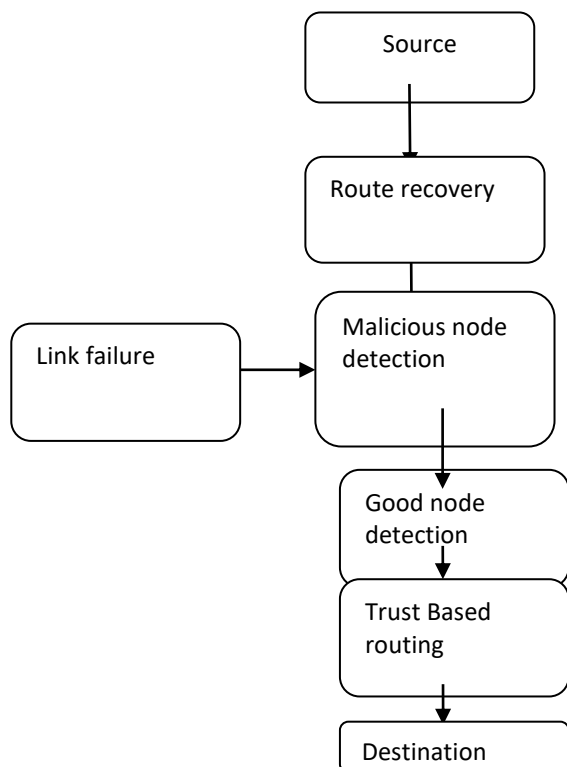 Source
Route recovery
Malicious node
detection
Link failure
Good node
detection
Trust Based
routing
Destination